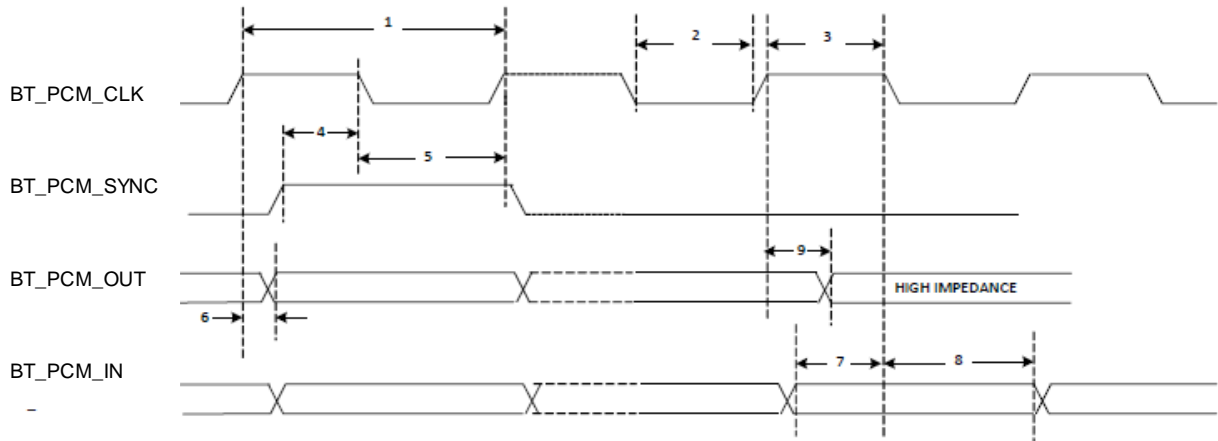 1
2
3
BT_PCM_CLK
4
5
BT_PCM_SYNC
9
BT_PCM_OUT
HIGH IMPEDANCE
6
7
8
BT_PCM_IN
_